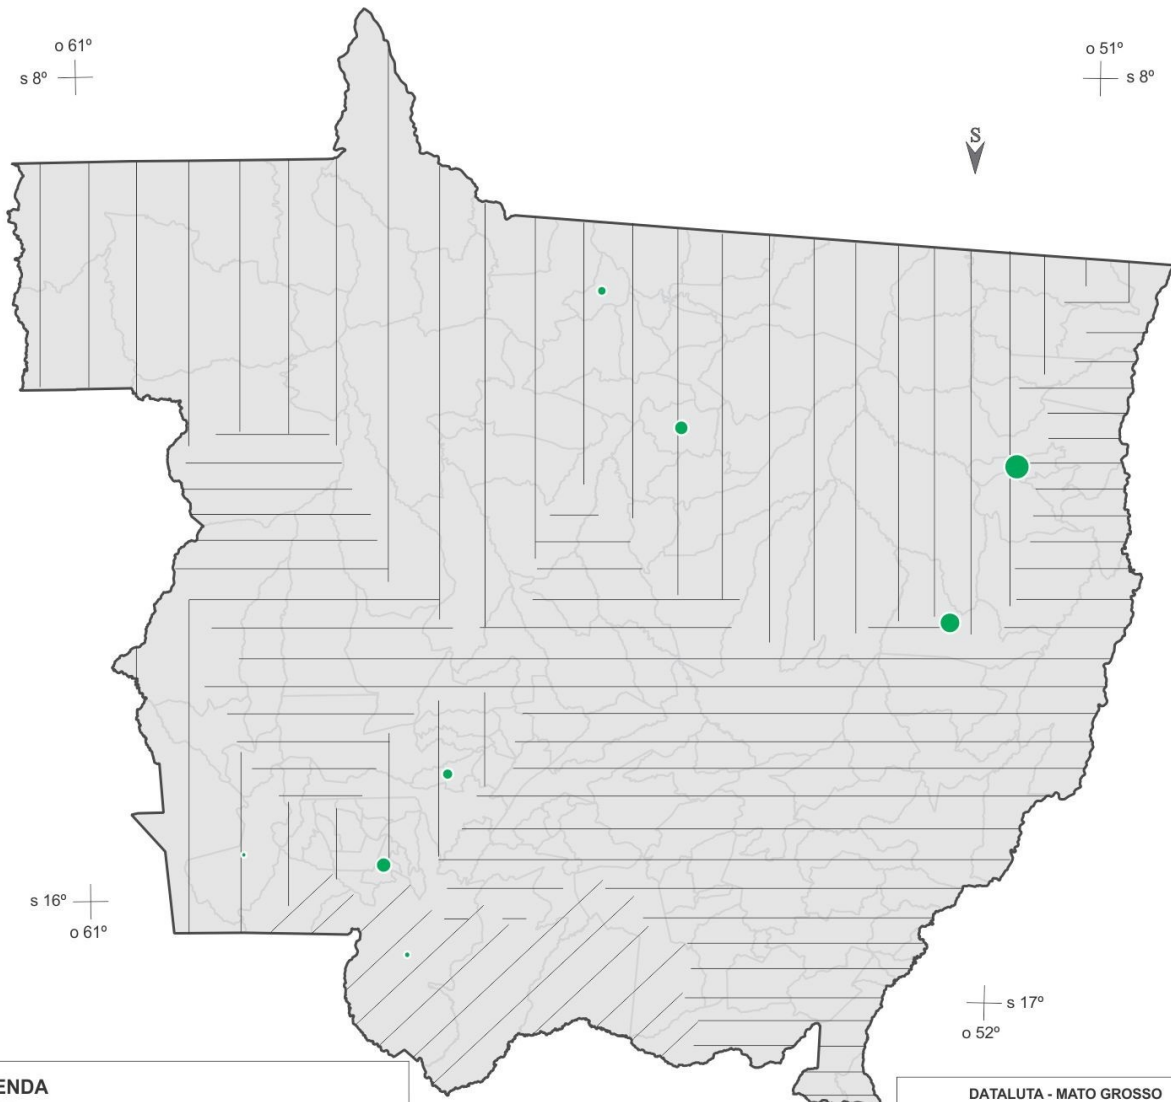 o 61º
s 8º
o 51º
s 8º
S
s 16º
o 61º
s 17º
o 52º
ENDA
DATALUTA - MATO GROSSO